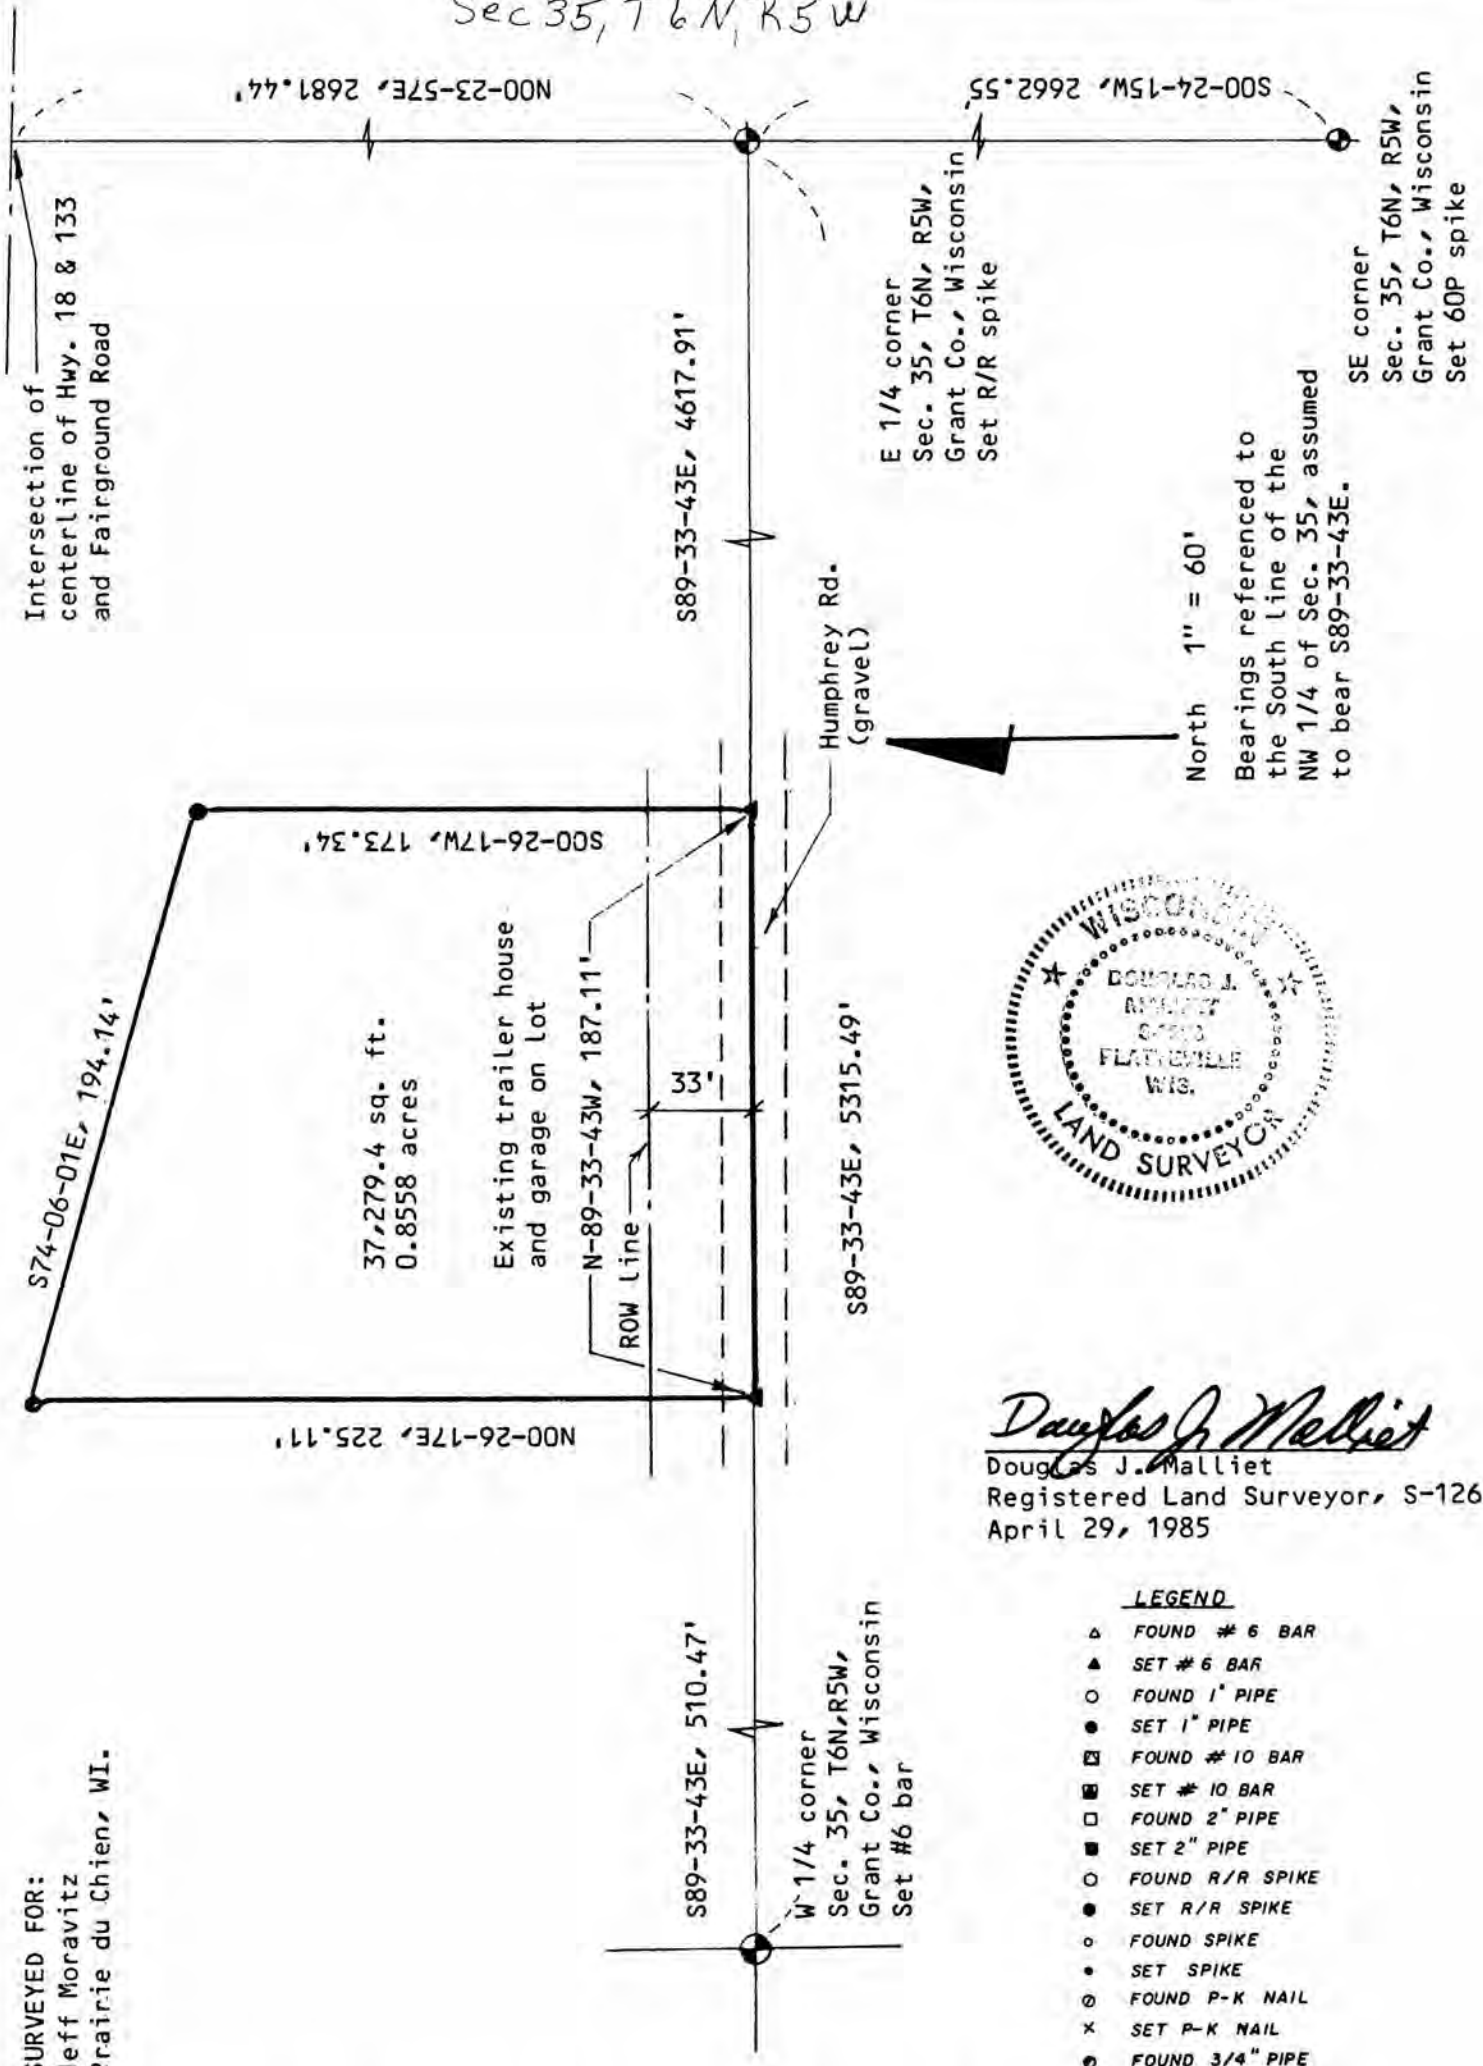 Sec 35, T6N, R5W
Intersection of
centerline of Hwy. 18 & 133
and Fairground Road
N00-23-57E, 2681.44'
S00-24-15W, 2662.55
S74-06-01E, 194.14'
S00-26-17W, 173.34'
N00-26-17E, 225.11'
37,279.4 sq. ft.
0.8558 acres
Existing trailer house
and garage on lot
N-89-33-43W, 187.11'
ROW line
33'
S89-33-43E, 4617.91'
S89-33-43E, 5315.49'
S89-33-43E, 510.47'
Humphrey Rd.
(gravel)
E 1/4 corner
Sec. 35, T6N, R5W,
Grant Co., Wisconsin
Set R/R spike
SE corner
Sec. 35, T6N, R5W,
Grant Co., Wisconsin
Set 60P spike
W 1/4 corner
Sec. 35, T6N,R5W,
Grant Co., Wisconsin
Set #6 bar
North 1" = 60'
Bearings referenced to
the South line of the
NW 1/4 of Sec. 35, assumed
to bear S89-33-43E.
SURVEYED FOR:
Jeff Moravitz
Prairie du Chien, WI.
WISCONSIN
DOUGLAS J.
PLATTEVILLE
WIS.
LAND SURVEYOR
Douglas J. Malliet
Douglas J. Malliet
Registered Land Surveyor, S-126
April 29, 1985
LEGEND
△ FOUND # 6 BAR
▲ SET # 6 BAR
○ FOUND 1" PIPE
● SET 1" PIPE
FOUND # 10 BAR
SET # 10 BAR
□ FOUND 2" PIPE
■ SET 2" PIPE
○ FOUND R/R SPIKE
● SET R/R SPIKE
○ FOUND SPIKE
● SET SPIKE
FOUND P-K NAIL
× SET P-K NAIL
FOUND 3/4" PIPE